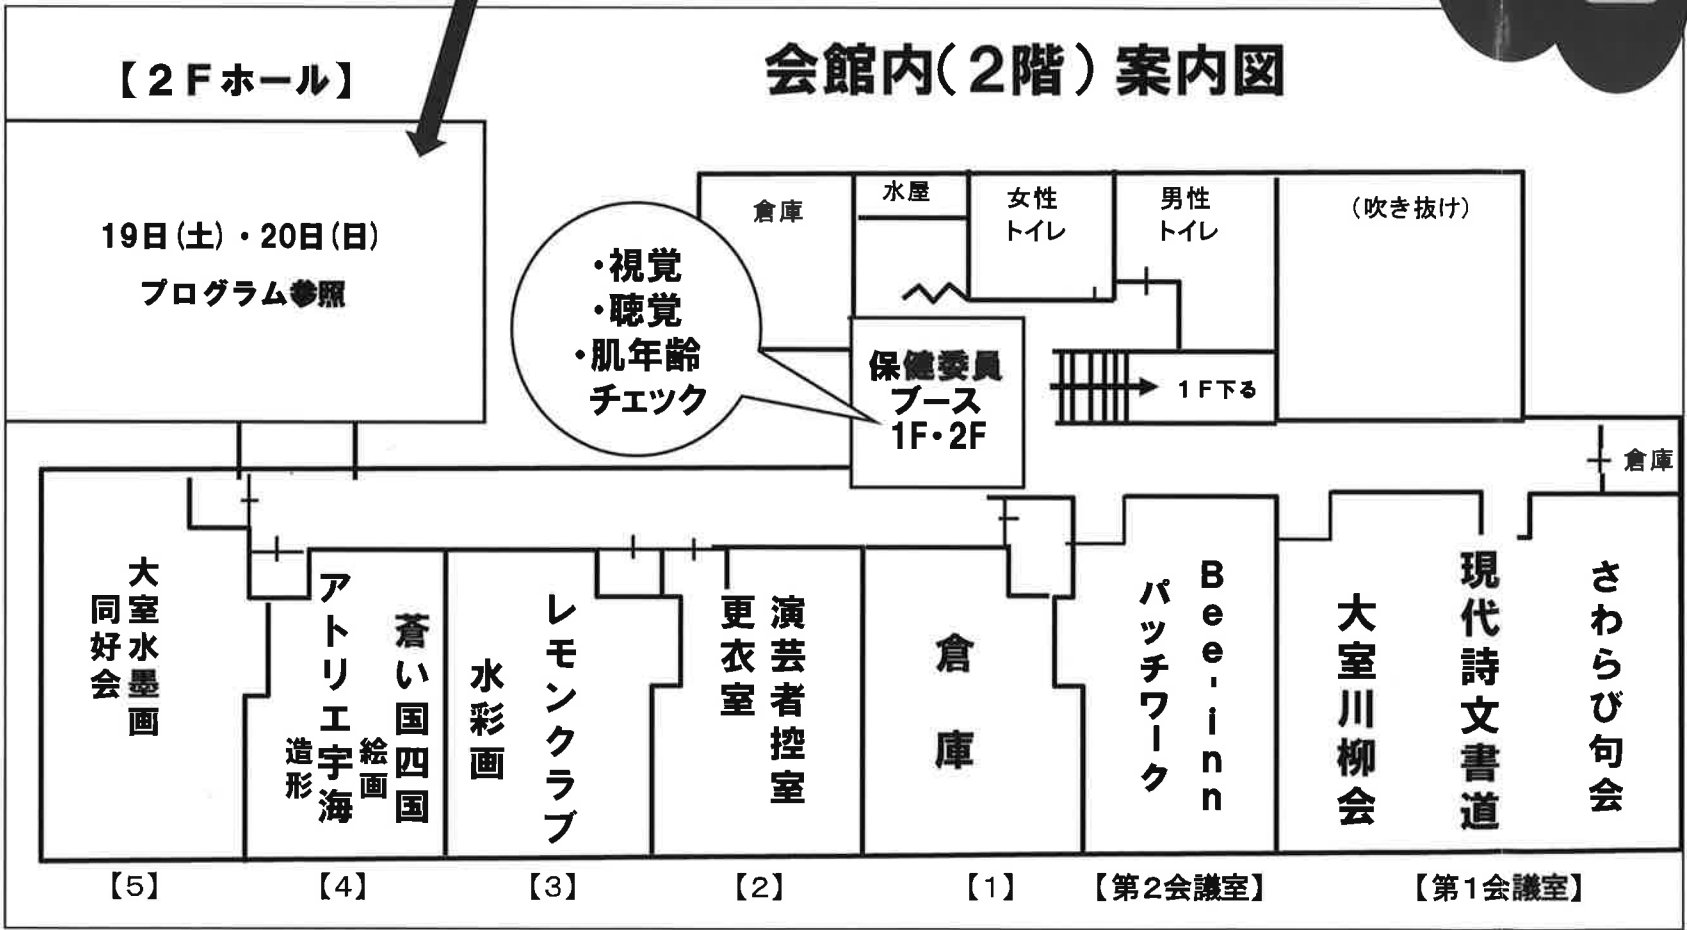 会館内(2階)案内図
【2Fホール】
19日(土)・20日(日)
プログラム参照
倉庫
水屋
女性
トイレ
男性
トイレ
(吹き抜け)
・視覚
・聴覚
・肌年齢
チェック
保健委員
ブース
1F・2F
1F下る
倉庫
大室水墨画
同好会
蒼い国四国
絵画
アトリエ宇海
造形
レモンクラブ
水彩画
演芸者控室
更衣室
倉庫
Bee-inn
パッチワーク
さわらび句会
現代詩文書道
大室川柳会
【5】
【4】
【3】
【2】
【1】
【第2会議室】
【第1会議室】